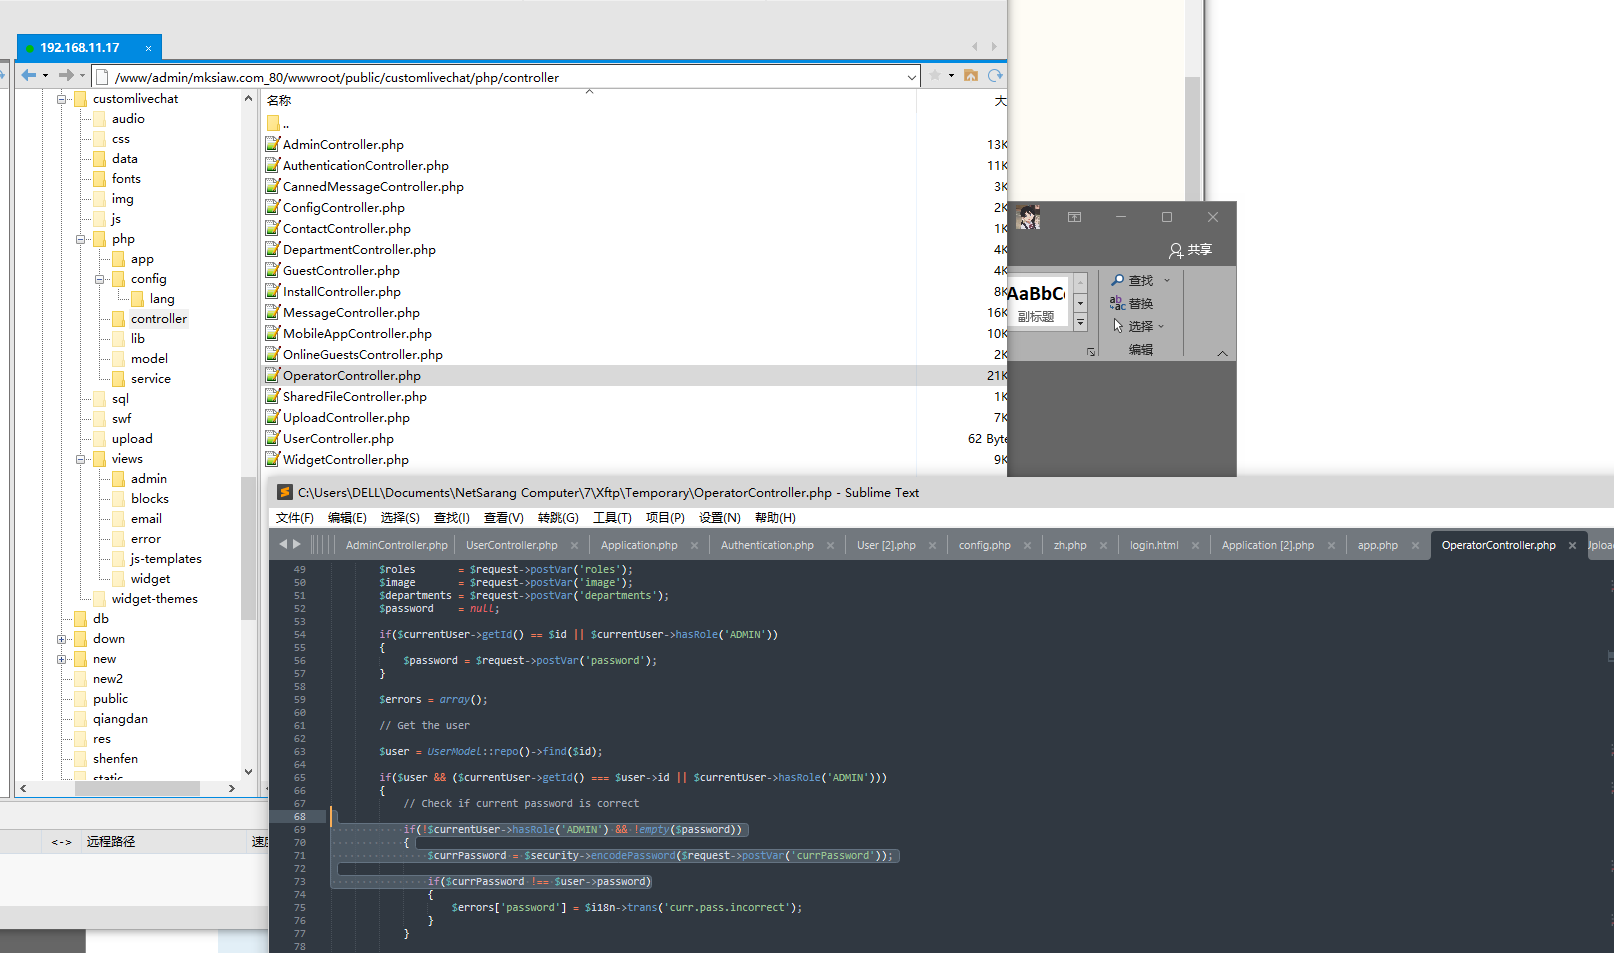 192.168.11.17
/www/admin/mksiaw.com_80/wwwroot/public/customlivechat/php/controller
customlivechat
audio
css
data
fonts
img
js
php
app
config
lang
controller
lib
model
service
sql
swf
upload
views
admin
blocks
email
error
js-templates
widget
widget-themes
db
down
new
new2
public
qiangdan
res
shenfen
static
名称 大
..
AdminController.php 13K
AuthenticationController.php 11K
CannedMessageController.php 3K
ConfigController.php 2K
ContactController.php 1K
DepartmentController.php 4K
GuestController.php 4K
InstallController.php 8K
MessageController.php 16K
MobileAppController.php 10K
OnlineGuestsController.php 2K
OperatorController.php 21K
SharedFileController.php 1K
UploadController.php 7K
UserController.php 62 Byte
WidgetController.php 9K
<-> 远程路径 速度
共享
AaBbC
副标题
查找
替换
选择
编辑
C:\Users\DELL\Documents\NetSarang Computer\7\Xftp\Temporary\OperatorController.php - Sublime Text
文件(F) 编辑(E) 选择(S) 查找(I) 查看(V) 转跳(G) 工具(T) 项目(P) 设置(N) 帮助(H)
AdminController.php UserController.php Application.php Authentication.php User [2].php config.php zh.php login.html Application [2].php app.php OperatorController.php Uploa
49 $roles = $request->postVar('roles');
50 $image = $request->postVar('image');
51 $departments = $request->postVar('departments');
52 $password = null;
53
54 if($currentUser->getId() == $id || $currentUser->hasRole('ADMIN'))
55 {
56 $password = $request->postVar('password');
57 }
58
59 $errors = array();
60
61 // Get the user
62
63 $user = UserModel::repo()->find($id);
64
65 if($user && ($currentUser->getId() === $user->id || $currentUser->hasRole('ADMIN')))
66 {
67 // Check if current password is correct
68
69 if(!$currentUser->hasRole('ADMIN') && !empty($password))
70 {
71 $currPassword = $security->encodePassword($request->postVar('currPassword'));
72
73 if($currPassword !== $user->password)
74 {
75 $errors['password'] = $i18n->trans('curr.pass.incorrect');
76 }
77 }
78